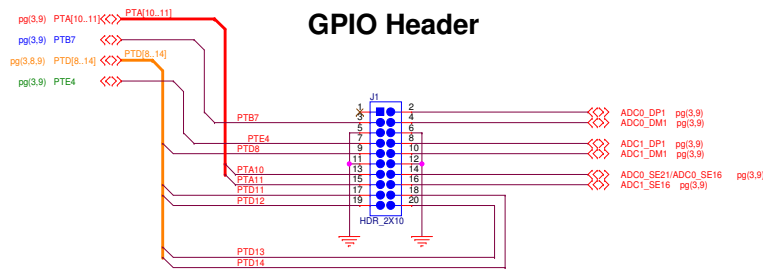 GPIO Header
pg(3,9) PTA[10..11] PTA[10..11]
pg(3,9) PTB7
pg(3,8,9) PTD[8..14] PTD[8..14]
pg(3,9) PTE4
J1
1 2
PTB7 3 4 ADC0_DP1 pg(3,9)
5 6 ADC0_DM1 pg(3,9)
PTE4 7 8 ADC1_DP1 pg(3,9)
PTD8 9 10 ADC1_DM1 pg(3,9)
11 12
PTA10 13 14 ADC0_SE21/ADC0_SE16 pg(3,9)
PTA11 15 16 ADC1_SE16 pg(3,9)
PTD11 17 18
PTD12 19 20
HDR_2X10
PTD13
PTD14